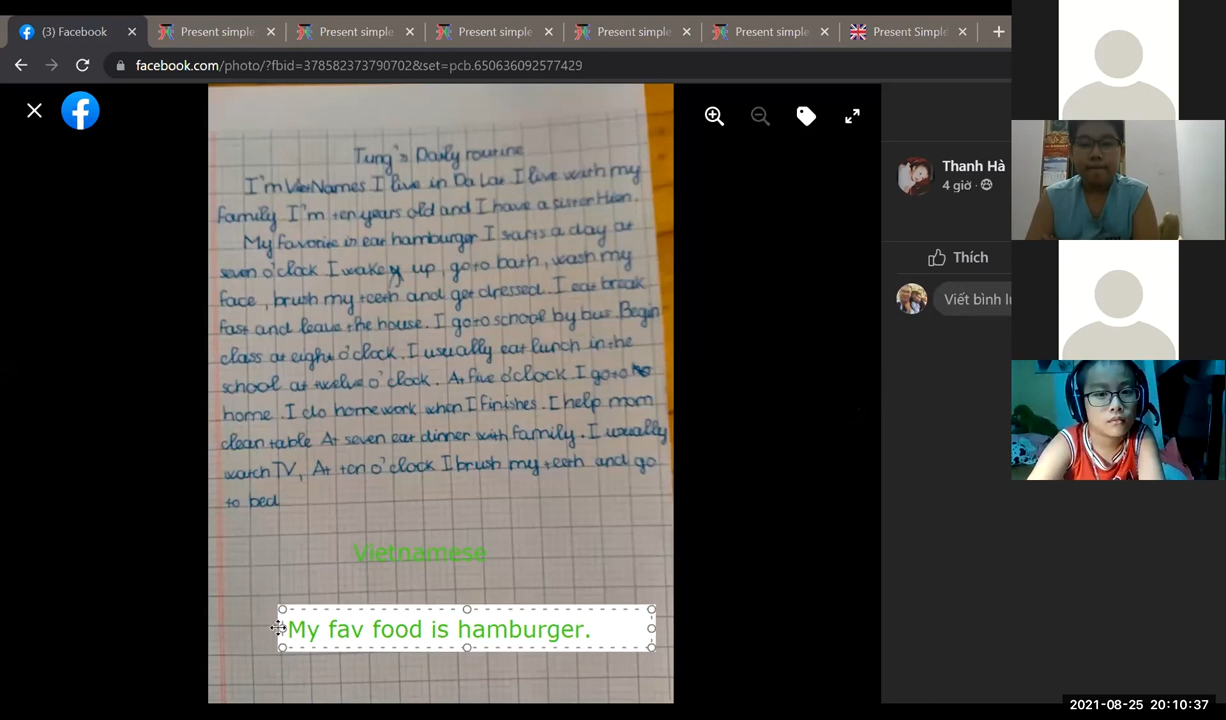 (3) Facebook
Present simple
Present simple
Present simple
Present simple
Present simple
Present Simple
facebook.com/photo/?fbid=378582373790702&set=pcb.650636092577429
Tung's Daily routine
I'm VietNames I live in Da Lat I live with my
family I'm ten years old and I have a sister Hien.
My favorite in eat hamburger I starts a day at
seven o'clock I wake up, go to bath, wash my
face, brush my teeth and get dressed. I eat break
fast and leave the house. I go to school by bus. Begin
class at eight o'clock. I usually eat lunch in the
school at twelve o'clock. At five o'clock I go to
home. I do homework when I finishes. I help mom
clean table At seven eat dinner with family. I usually
watch TV, At ten o'clock I brush my teeth and go
to bed
Vietnamese
My fav food is hamburger.
Thanh Hà
4 giờ
Thích
Viết bình lu
2021-08-25 20:10:37